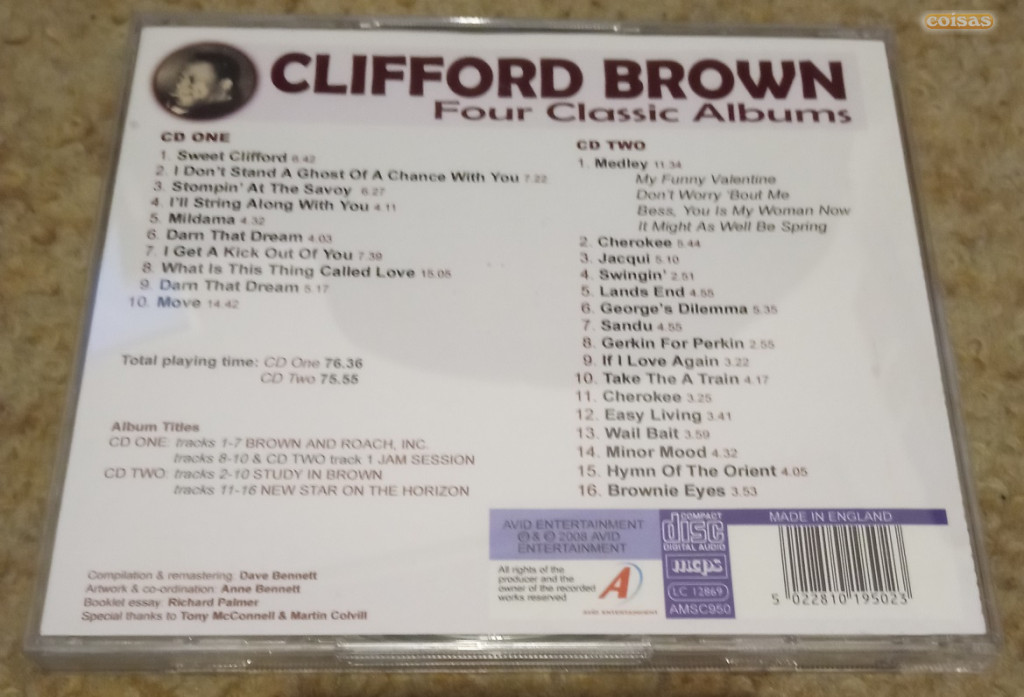 coisas
CLIFFORD BROWN
Four Classic Albums
CD ONE
1. Sweet Clifford 6.42
2. I Don't Stand A Ghost Of A Chance With You 7.22
3. Stompin' At The Savoy 6.27
4. I'll String Along With You 4.11
5. Mildama 4.32
6. Darn That Dream 4.03
7. I Get A Kick Out Of You 7.39
8. What Is This Thing Called Love 15.05
9. Darn That Dream 5.17
10. Move 14.42
Total playing time: CD One 76.36
CD Two 75.55
Album Titles
CD ONE: tracks 1-7 BROWN AND ROACH, INC.
tracks 8-10 & CD TWO track 1 JAM SESSION
CD TWO: tracks 2-10 STUDY IN BROWN
tracks 11-16 NEW STAR ON THE HORIZON
Compilation & remastering: Dave Bennett
Artwork & co-ordination: Anne Bennett
Booklet essay: Richard Palmer
Special thanks to Tony McConnell & Martin Colvill
CD TWO
1. Medley 11.34
My Funny Valentine
Don't Worry 'Bout Me
Bess, You Is My Woman Now
It Might As Well Be Spring
2. Cherokee 5.44
3. Jacqui 5.10
4. Swingin' 2.51
5. Lands End 4.55
6. George's Dilemma 5.35
7. Sandu 4.55
8. Gerkin For Perkin 2.55
9. If I Love Again 3.22
10. Take The A Train 4.17
11. Cherokee 3.25
12. Easy Living 3.41
13. Wail Bait 3.59
14. Minor Mood 4.32
15. Hymn Of The Orient 4.05
16. Brownie Eyes 3.53
AVID ENTERTAINMENT
℗ & © 2008 AVID
ENTERTAINMENT
All rights of the
producer and the
owner of the recorded
works reserved
A
AVID ENTERTAINMENT
COMPACT
disc
DIGITAL AUDIO
mcps
LC 12869
AMSC950
MADE IN ENGLAND
5 022810 195023